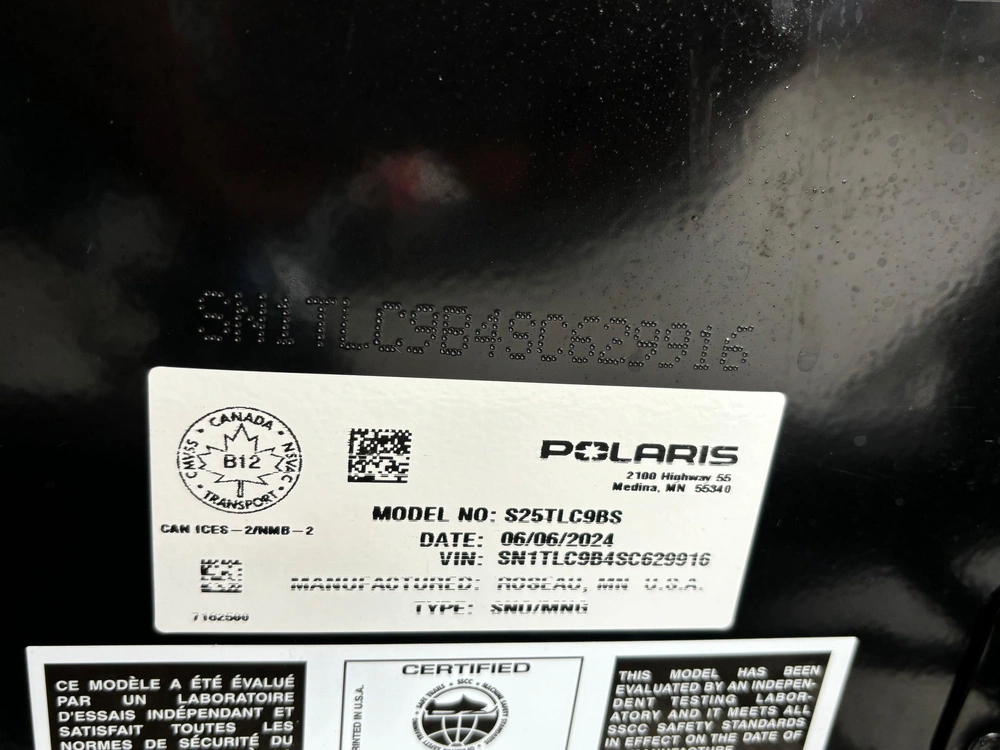 SN1TLC9B4SC629916
CANADA
CMVSS
NSVAC
B12
TRANSPORT
CAN ICES-2/NMB-2
7182500
POLARIS
2100 Highway 55
Medina, MN 55340
MODEL NO: S25TLC9BS
DATE: 06/06/2024
VIN: SN1TLC9B4SC629916
MANUFACTURED: ROSEAU, MN U.S.A.
TYPE: SNO/MNG
CE MODÈLE A ÉTÉ ÉVALUÉ
PAR UN LABORATOIRE
D'ESSAIS INDÉPENDANT ET
SATISFAIT TOUTES LES
NORMES DE SÉCURITÉ DU
PRINTED IN U.S.A.
CERTIFIED
SSCC
THIS MODEL HAS BEEN
EVALUATED BY AN INDEPEN-
DENT TESTING LABOR-
ATORY AND IT MEETS ALL
SSCC SAFETY STANDARDS
IN EFFECT ON THE DATE OF